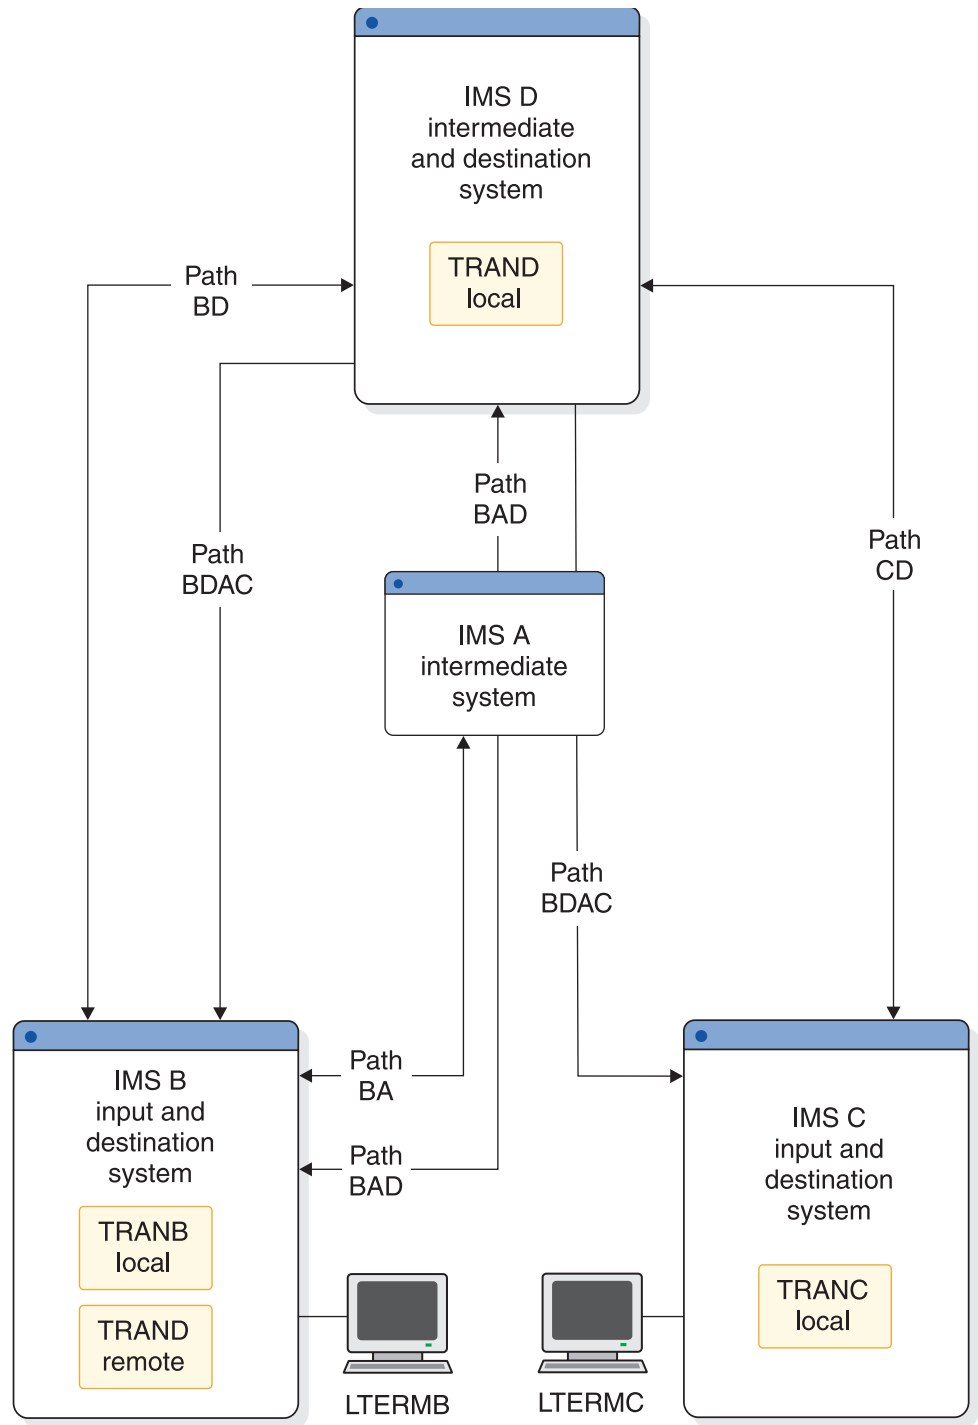 IMS D
intermediate
and destination
system
TRAND
local
Path
BD
Path
BAD
Path
BDAC
Path
CD
IMS A
intermediate
system
Path
BDAC
IMS B
input and
destination
system
TRANB
local
TRAND
remote
Path
BA
Path
BAD
IMS C
input and
destination
system
TRANC
local
LTERMB
LTERMC